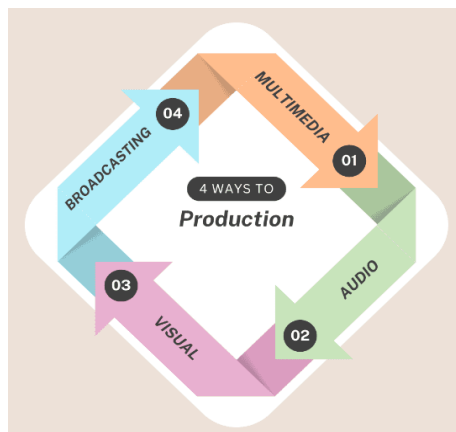 4 WAYS TO
Production
MULTIMEDIA
01
AUDIO
02
VISUAL
03
BROADCASTING
04